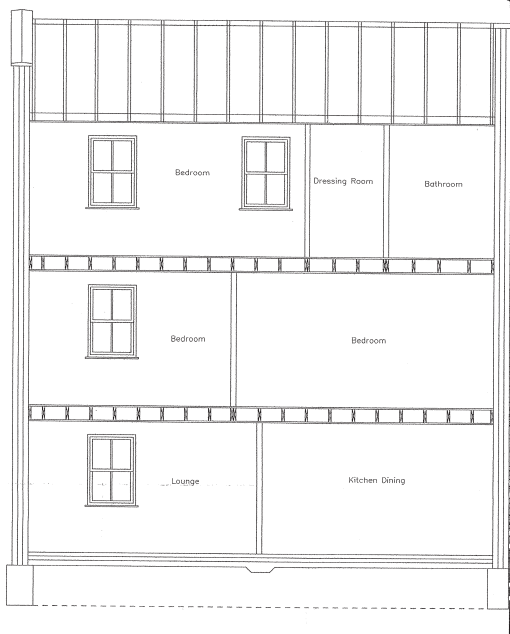 Bedroom
Dressing Room
Bathroom
Bedroom
Bedroom
Lounge
Kitchen Dining